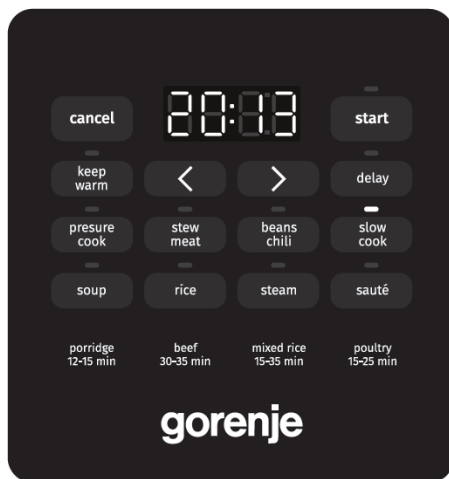 cancel
20:13
start
keep
warm
<
>
delay
presure
cook
stew
meat
beans
chili
slow
cook
soup
rice
steam
sauté
porridge
12-15 min
beef
30-35 min
mixed rice
15-35 min
poultry
15-25 min
gorenje